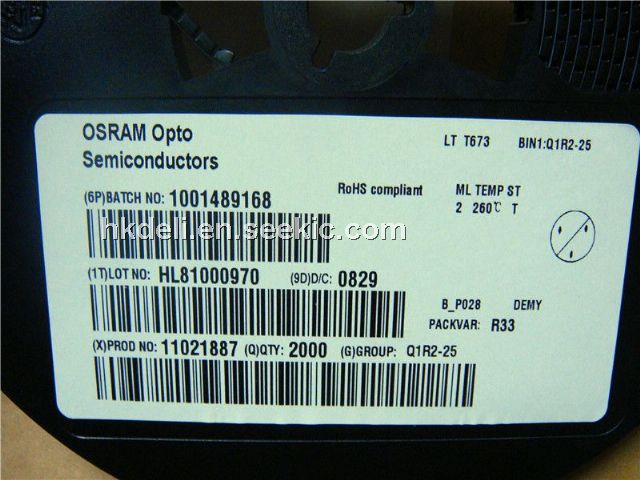 OSRAM Opto
Semiconductors
LT T673 BIN1:Q1R2-25
(6P)BATCH NO: 1001489168
RoHS compliant
ML TEMP ST
2 260℃ T
hkdeli.en.seekic.com
(1T)LOT NO: HL81000970 (9D)D/C: 0829
B_P028 DEMY
PACKVAR: R33
(X)PROD NO: 11021887 (Q)QTY: 2000 (G)GROUP: Q1R2-25